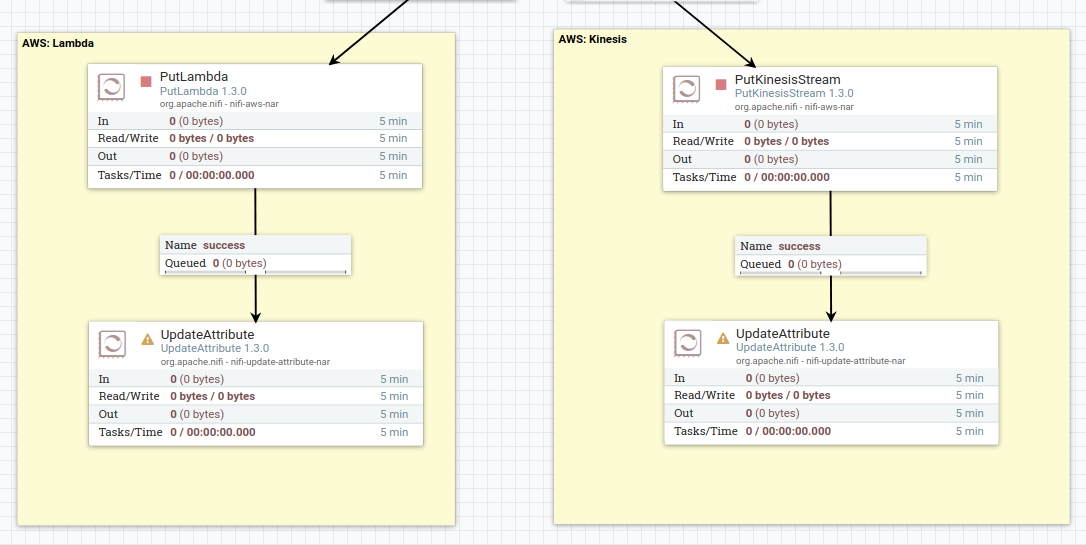 AWS: Lambda
PutLambda
PutLambda 1.3.0
org.apache.nifi - nifi-aws-nar
In 0 (0 bytes) 5 min
Read/Write 0 bytes / 0 bytes 5 min
Out 0 (0 bytes) 5 min
Tasks/Time 0 / 00:00:00.000 5 min
Name success
Queued 0 (0 bytes)
UpdateAttribute
UpdateAttribute 1.3.0
org.apache.nifi - nifi-update-attribute-nar
In 0 (0 bytes) 5 min
Read/Write 0 bytes / 0 bytes 5 min
Out 0 (0 bytes) 5 min
Tasks/Time 0 / 00:00:00.000 5 min
AWS: Kinesis
PutKinesisStream
PutKinesisStream 1.3.0
org.apache.nifi - nifi-aws-nar
In 0 (0 bytes) 5 min
Read/Write 0 bytes / 0 bytes 5 min
Out 0 (0 bytes) 5 min
Tasks/Time 0 / 00:00:00.000 5 min
Name success
Queued 0 (0 bytes)
UpdateAttribute
UpdateAttribute 1.3.0
org.apache.nifi - nifi-update-attribute-nar
In 0 (0 bytes) 5 min
Read/Write 0 bytes / 0 bytes 5 min
Out 0 (0 bytes) 5 min
Tasks/Time 0 / 00:00:00.000 5 min